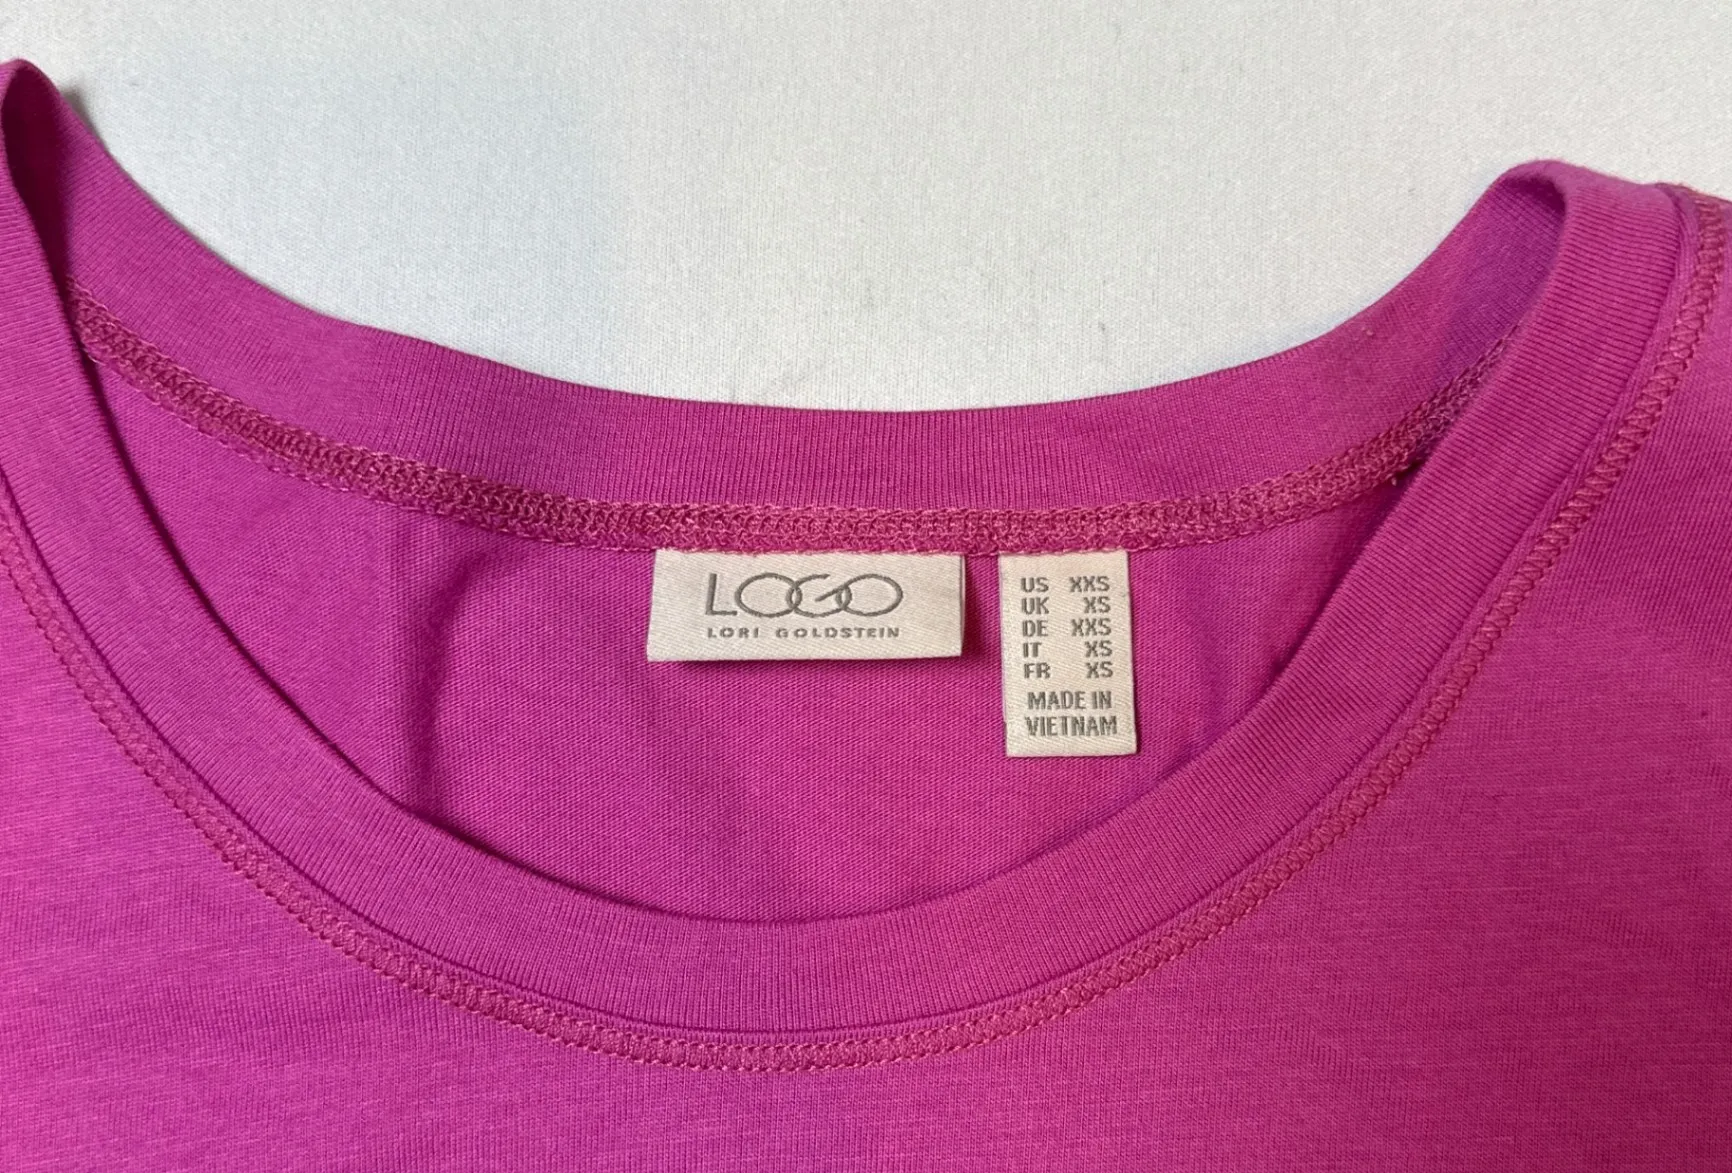 LOGO
LORI GOLDSTEIN
US XXS
UK XS
DE XXS
IT XS
FR XS
MADE IN
VIETNAM